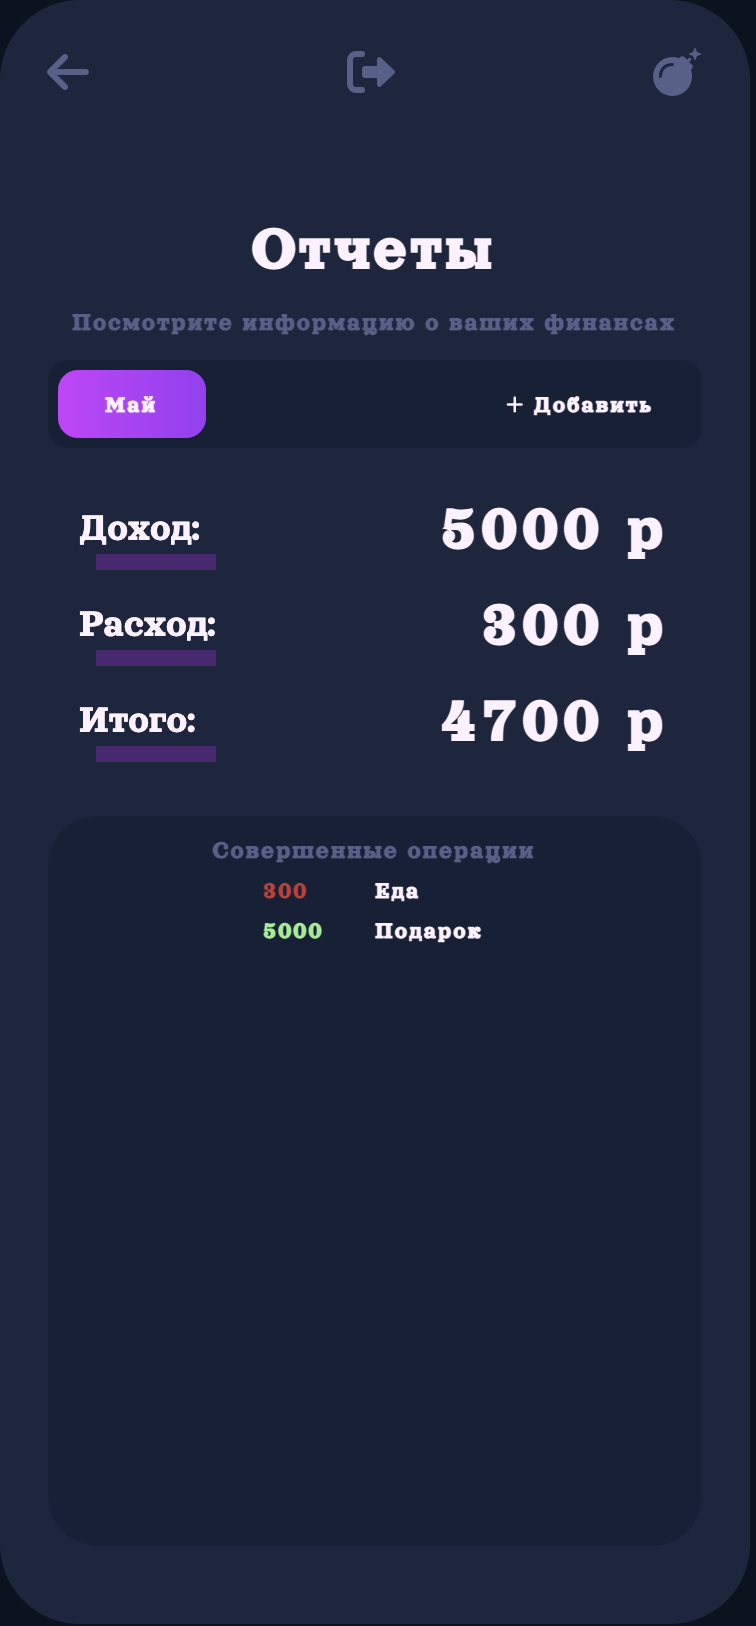 Отчеты
Посмотрите информацию о ваших финансах
Май + Добавить
Доход: 5000 р
Расход: 300 р
Итого: 4700 р
Совершенные операции
300 Еда
5000 Подарок